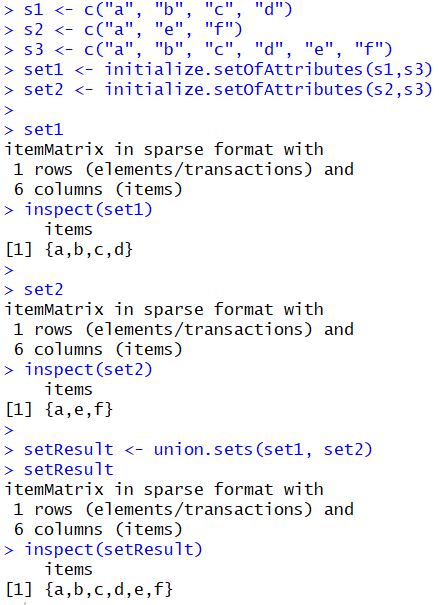 > s1 <- c("a", "b", "c", "d")
> s2 <- c("a", "e", "f")
> s3 <- c("a", "b", "c", "d", "e", "f")
> set1 <- initialize.setOfAttributes(s1,s3)
> set2 <- initialize.setOfAttributes(s2,s3)
>
> set1
itemMatrix in sparse format with
 1 rows (elements/transactions) and
 6 columns (items)
> inspect(set1)
    items
[1] {a,b,c,d}
>
> set2
itemMatrix in sparse format with
 1 rows (elements/transactions) and
 6 columns (items)
> inspect(set2)
    items
[1] {a,e,f}
>
> setResult <- union.sets(set1, set2)
> setResult
itemMatrix in sparse format with
 1 rows (elements/transactions) and
 6 columns (items)
> inspect(setResult)
    items
[1] {a,b,c,d,e,f}